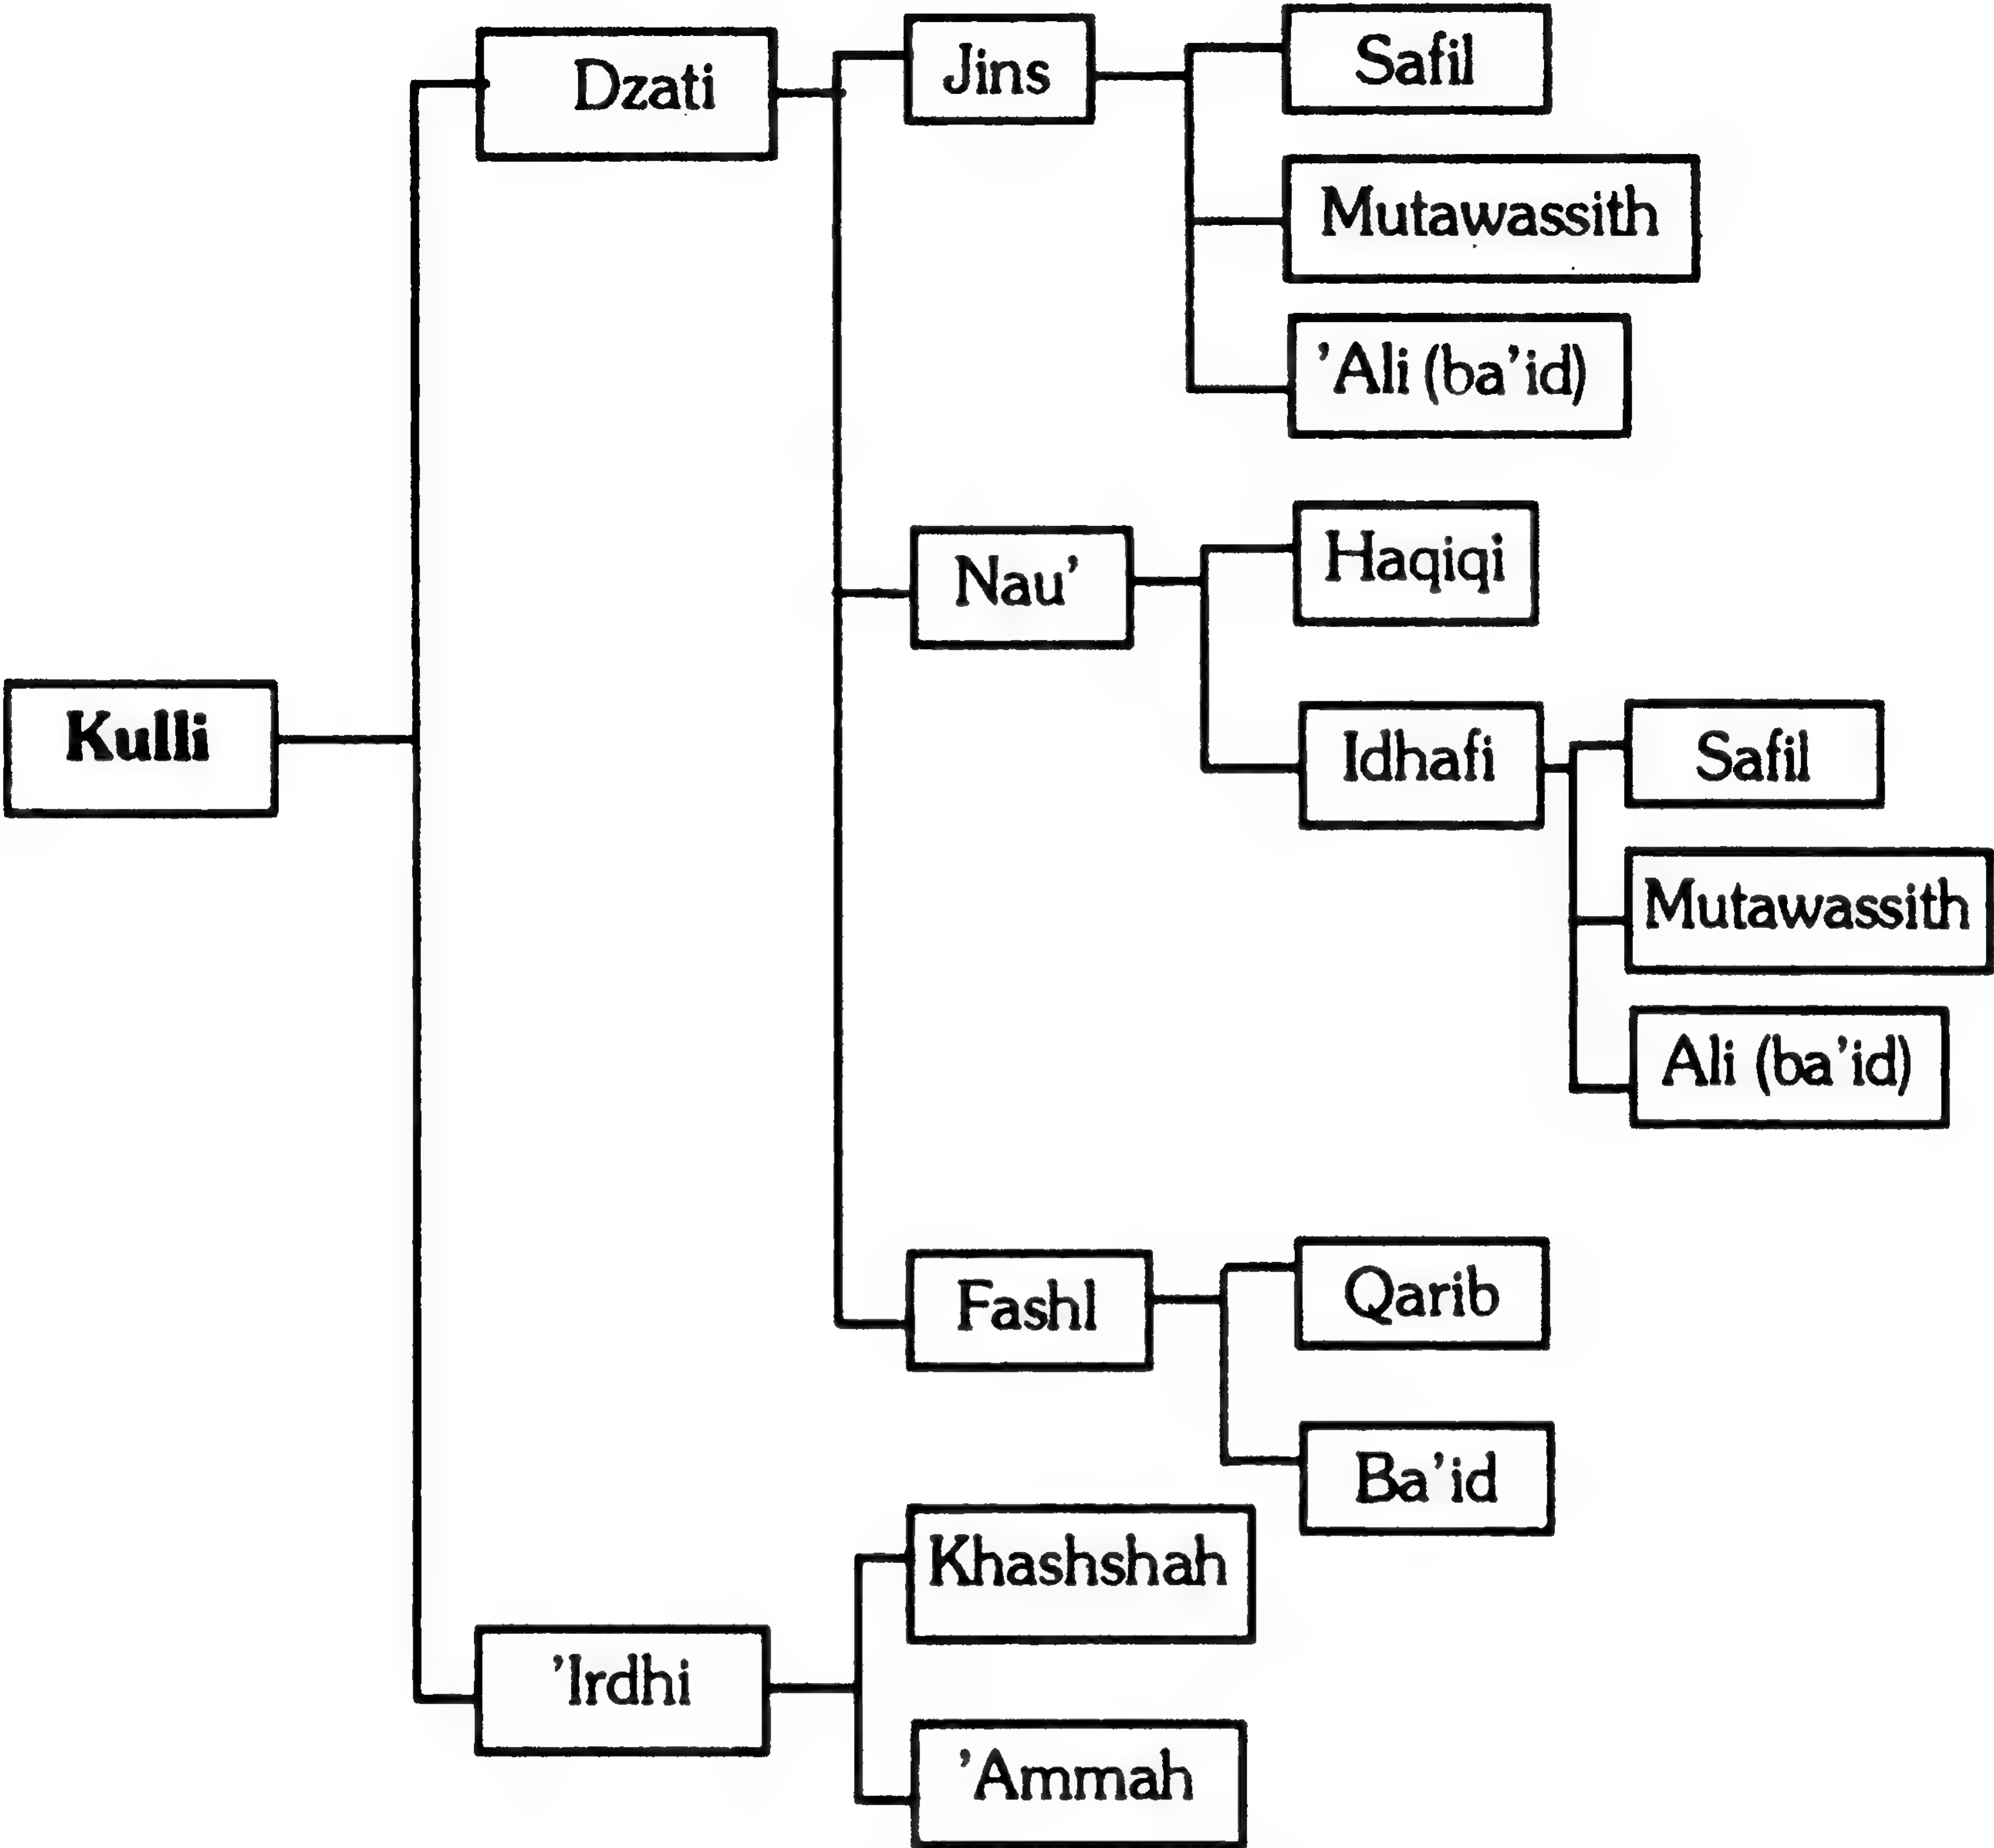 Kulli
Dzati
Jins
Safil
Mutawassith
’Ali (ba’id)
Nau’
Haqiqi
Idhafi
Safil
Mutawassith
Ali (ba’id)
Fashl
Qarib
Ba’id
’Irdhi
Khashshah
’Ammah